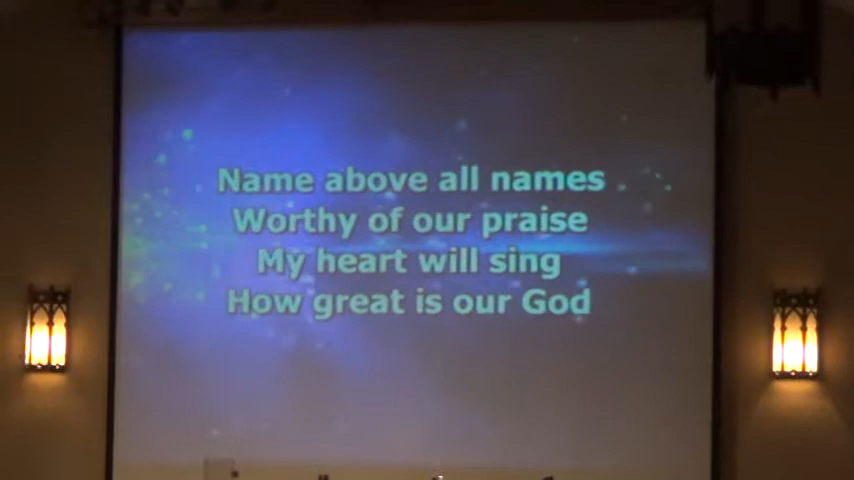 Name above all names
Worthy of our praise
My heart will sing
How great is our God